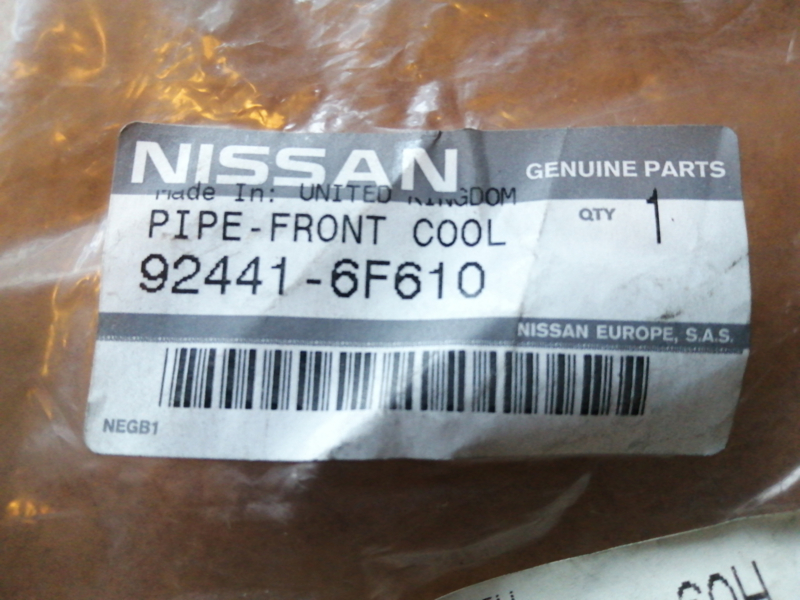 NISSAN
GENUINE PARTS
Made In: UNITED KINGDOM
PIPE-FRONT COOL
QTY 1
92441-6F610
NISSAN EUROPE, S.A.S.
NEGB1